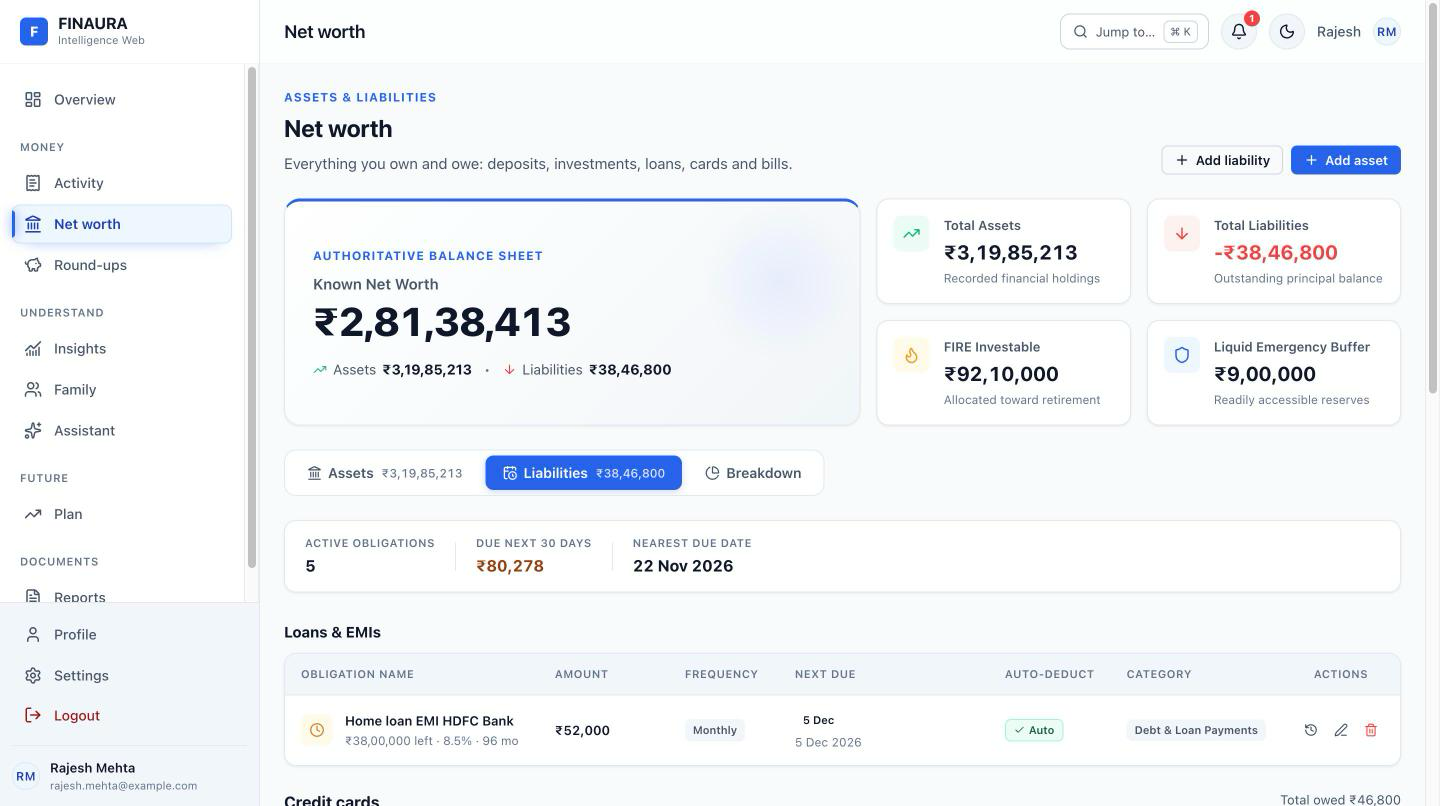 F
FINAURA
Intelligence Web
Overview
MONEY
Activity
Net worth
Round-ups
UNDERSTAND
Insights
Family
Assistant
FUTURE
Plan
DOCUMENTS
Reports
Profile
Settings
Logout
RM
Rajesh Mehta
rajesh.mehta@example.com
Net worth
Jump to...
⌘ K
1
Rajesh
RM
ASSETS & LIABILITIES
Net worth
Everything you own and owe: deposits, investments, loans, cards and bills.
Add liability
Add asset
AUTHORITATIVE BALANCE SHEET
Known Net Worth
₹2,81,38,413
Assets ₹3,19,85,213 • Liabilities ₹38,46,800
Total Assets
₹3,19,85,213
Recorded financial holdings
Total Liabilities
-₹38,46,800
Outstanding principal balance
FIRE Investable
₹92,10,000
Allocated toward retirement
Liquid Emergency Buffer
₹9,00,000
Readily accessible reserves
Assets ₹3,19,85,213
Liabilities ₹38,46,800
Breakdown
ACTIVE OBLIGATIONS
5
DUE NEXT 30 DAYS
₹80,278
NEAREST DUE DATE
22 Nov 2026
Loans & EMIs
OBLIGATION NAME AMOUNT FREQUENCY NEXT DUE AUTO-DEDUCT CATEGORY ACTIONS
Home loan EMI HDFC Bank
₹38,00,000 left · 8.5% · 96 mo
₹52,000
Monthly
5 Dec
5 Dec 2026
Auto
Debt & Loan Payments
Credit cards
Total owed ₹46,800